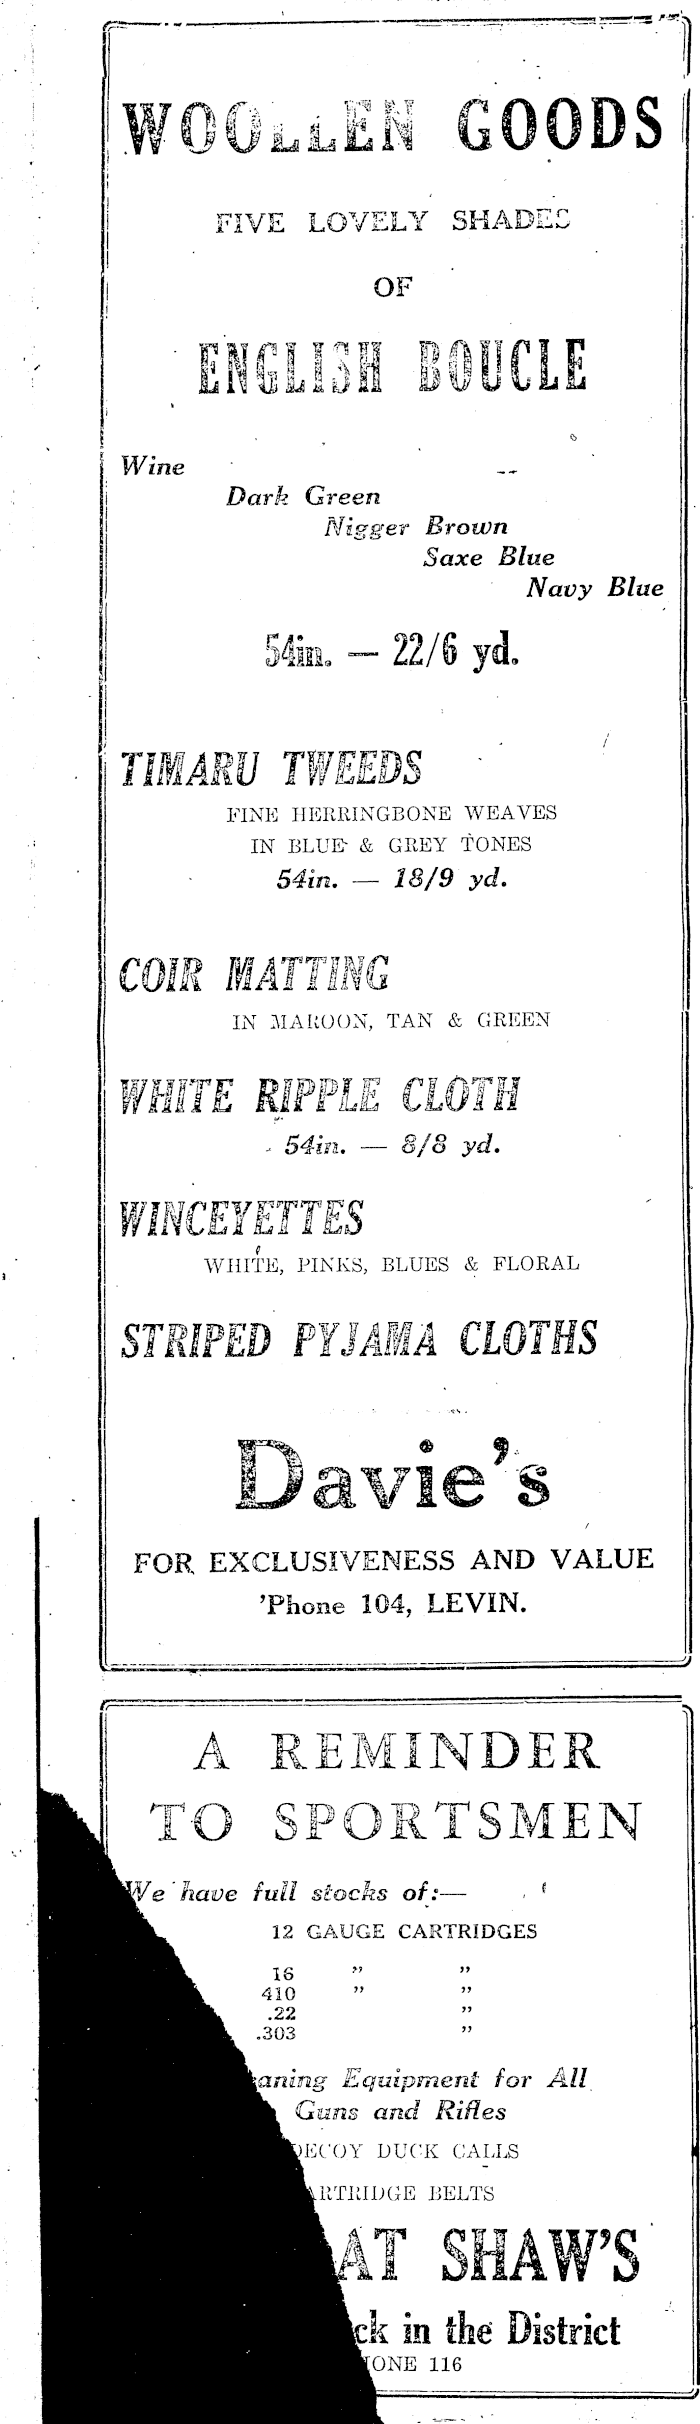 WOOLLEN GOODS
FIVE LOVELY SHADES
OF
ENGLISH BOUCLE
Wine
Dark Green
Nigger Brown
Saxe Blue
Navy Blue
54in. — 22/6 yd.
TIMARU TWEEDS
FINE HERRINGBONE WEAVES
IN BLUE & GREY TONES
54in. — 18/9 yd.
COIR MATTING
IN MAROON, TAN & GREEN
WHITE RIPPLE CLOTH
54in. — 8/8 yd.
WINCEYETTES
WHITE, PINKS, BLUES & FLORAL
STRIPED PYJAMA CLOTHS
Davie's
FOR EXCLUSIVENESS AND VALUE
'Phone 104, LEVIN.
A REMINDER
TO SPORTSMEN
We have full stocks of:—
12 GAUGE CARTRIDGES
16 " "
410 " "
.22 "
.303 "
aning Equipment for All
Guns and Rifles
DECOY DUCK CALLS
ARTRIDGE BELTS
AT SHAW'S
ck in the District
ONE 116